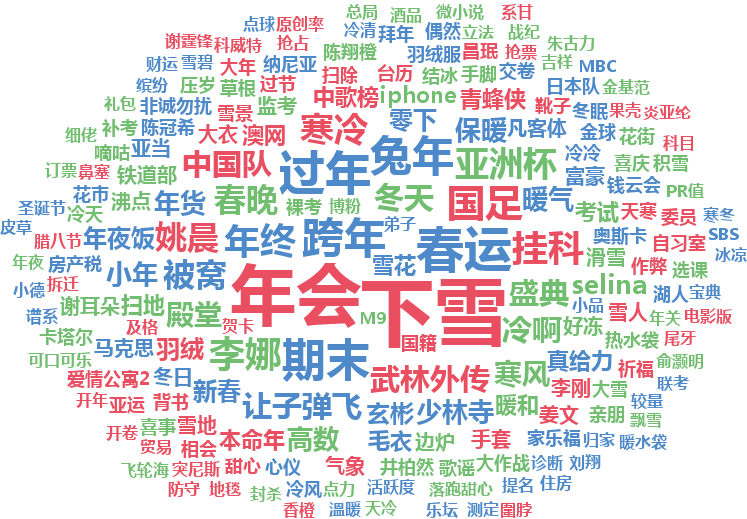 总局 酒品 微小说 系甘
点球 原创率 冷清 拜年 偶然 立法 战纪
谢霆锋 科威特 抢占 陈翔橙 羽绒服 昌珉 抢票 朱古力
财运 雪碧 大年 纳尼亚 扫除 台历 结冰 手脚 交卷 吉祥 MBC
缤纷 压岁 草根 过节 中歌榜 iphone 青蜂侠 靴子 日本队 金基范
礼包 非诚勿扰 雪景 监考 零下 冬眠 果壳 炎亚纶
细佬 补考 陈冠希 大衣 澳网 寒冷 保暖 凡客体 金球 花街 科目
嘀咕 亚当 过年 兔年 亚洲杯 冷冷 喜庆 积雪
订票 鼻塞 铁道部 中国队 富豪 钱云会 PR值
圣诞节 花市 沸点 年货 春晚 裸考 博粉 冬天 国足 暖气 考试 天寒 委员 寒冬
皮草 冷天 弟子 奥斯卡 SBS
腊八节 年夜饭 姚晨 年终 跨年 春运 挂科 自习室
年夜 房产税 小年 被窝 雪花 滑雪 作弊 选课 冰凉
小德 拆迁 年会 下雪 盛典 selina 湖人 宝典
谱系 谢耳朵 扫地 殿堂 贺卡 M9 小品 雪人 年关 电影版
卡塔尔 及格 国籍 冷啊 好冻 热水袋 尾牙
可口可乐 马克思 羽绒 李娜 期末 寒风 真给力 祈福 俞灏明
爱情公寓2 冬日 新春 武林外传 李刚 大雪 联考
开年 亚运 背书 让子弹飞 玄彬 少林寺 暖和 姜文 亲朋 较量
开卷 喜事 雪地 飘雪
贸易 相会 本命年 高数 毛衣 边炉 手套 家乐福 归家 暖水袋
飞轮海 突尼斯 甜心 心仪 气象 井柏然 歌谣 大作战 诊断 刘翔
防守 地毯 封杀 冷风 点力 活跃度 落跑甜心 提名 住房
香橙 溫暖 天冷 乐坛 测定 圍脖